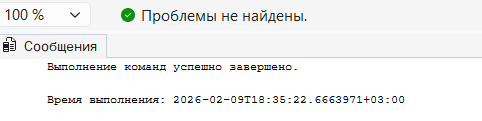 100 %
Проблемы не найдены.
Сообщения
Выполнение команд успешно завершено.
Время выполнения: 2026-02-09T18:35:22.6663971+03:00